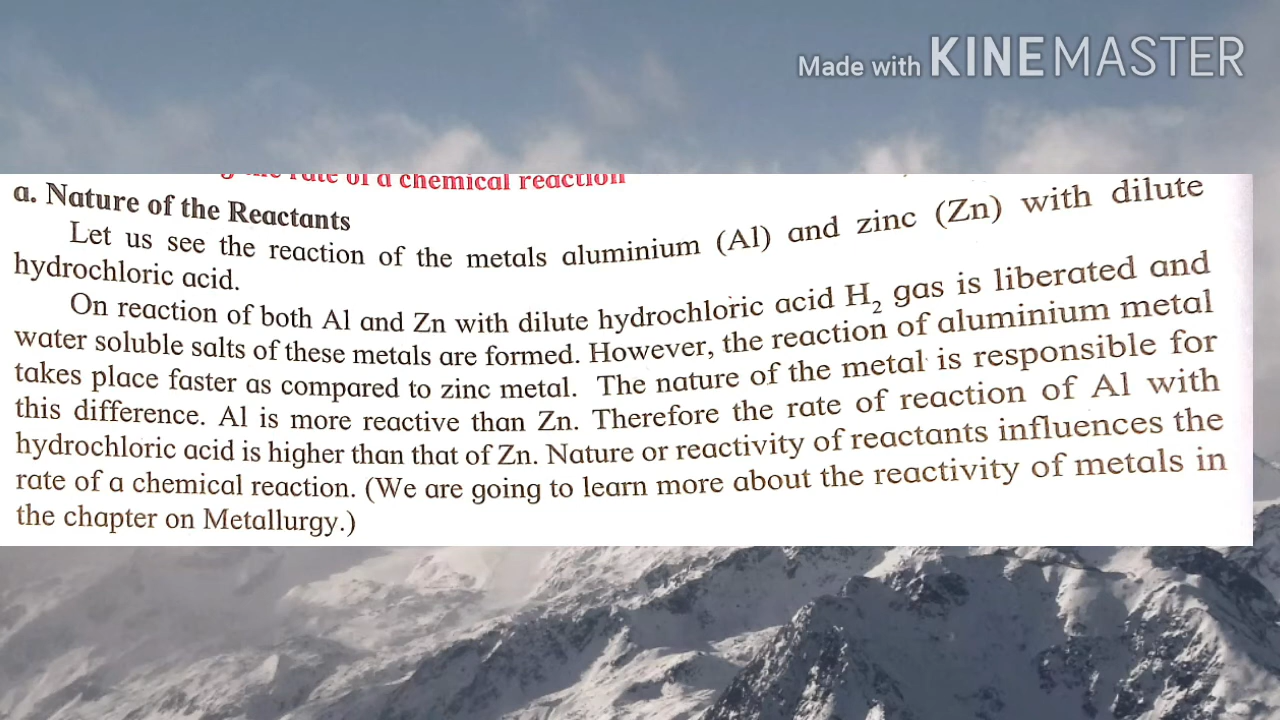 Made with KINEMASTER
rate of a chemical reaction
a. Nature of the Reactants
Let us see the reaction of the metals aluminium (Al) and zinc (Zn) with dilute
hydrochloric acid.
On reaction of both Al and Zn with dilute hydrochloric acid H₂ gas is liberated and
water soluble salts of these metals are formed. However, the reaction of aluminium metal
takes place faster as compared to zinc metal. The nature of the metal is responsible for
this difference. Al is more reactive than Zn. Therefore the rate of reaction of Al with
hydrochloric acid is higher than that of Zn. Nature or reactivity of reactants influences the
rate of a chemical reaction. (We are going to learn more about the reactivity of metals in
the chapter on Metallurgy.)